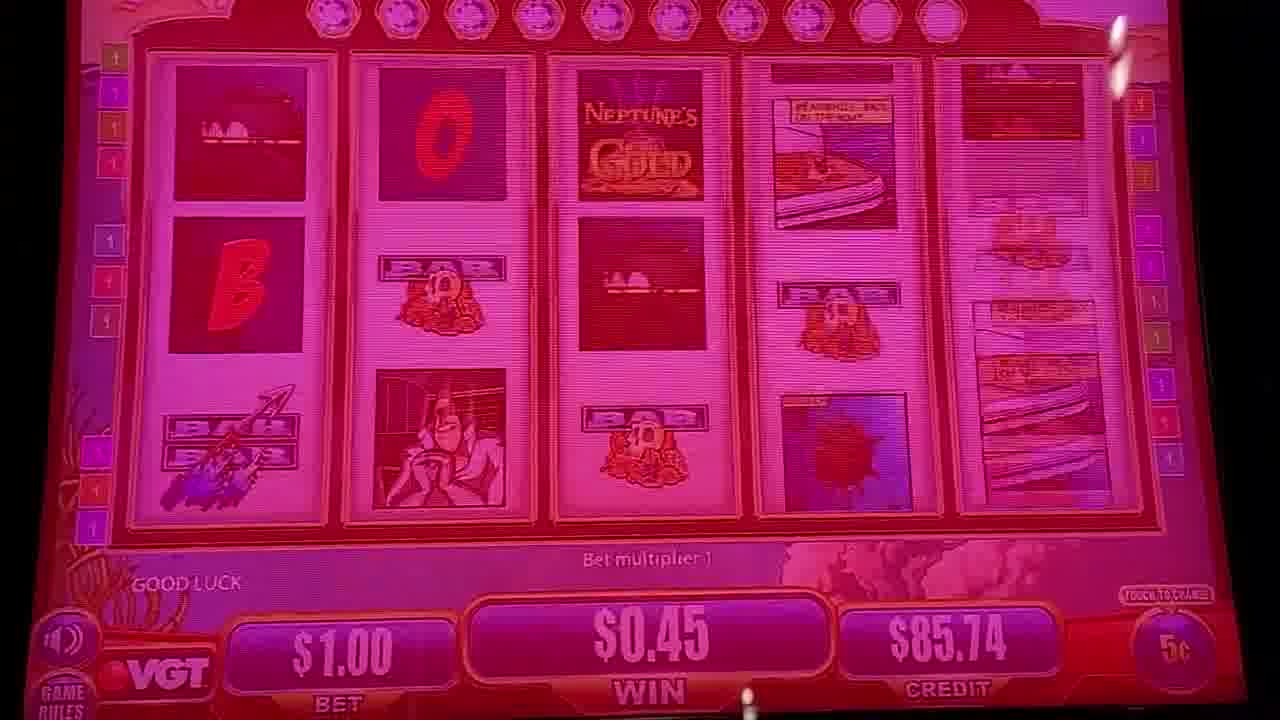 O
NEPTUNE'S
GOLD
B
BAR
BAR
BAR
BAR
Bet multiplier 1
GOOD LUCK
TOUCH TO CHANGE
$1.00
$0.45
$85.74
5¢
VGT
BET
WIN
CREDIT
GAME
RULES